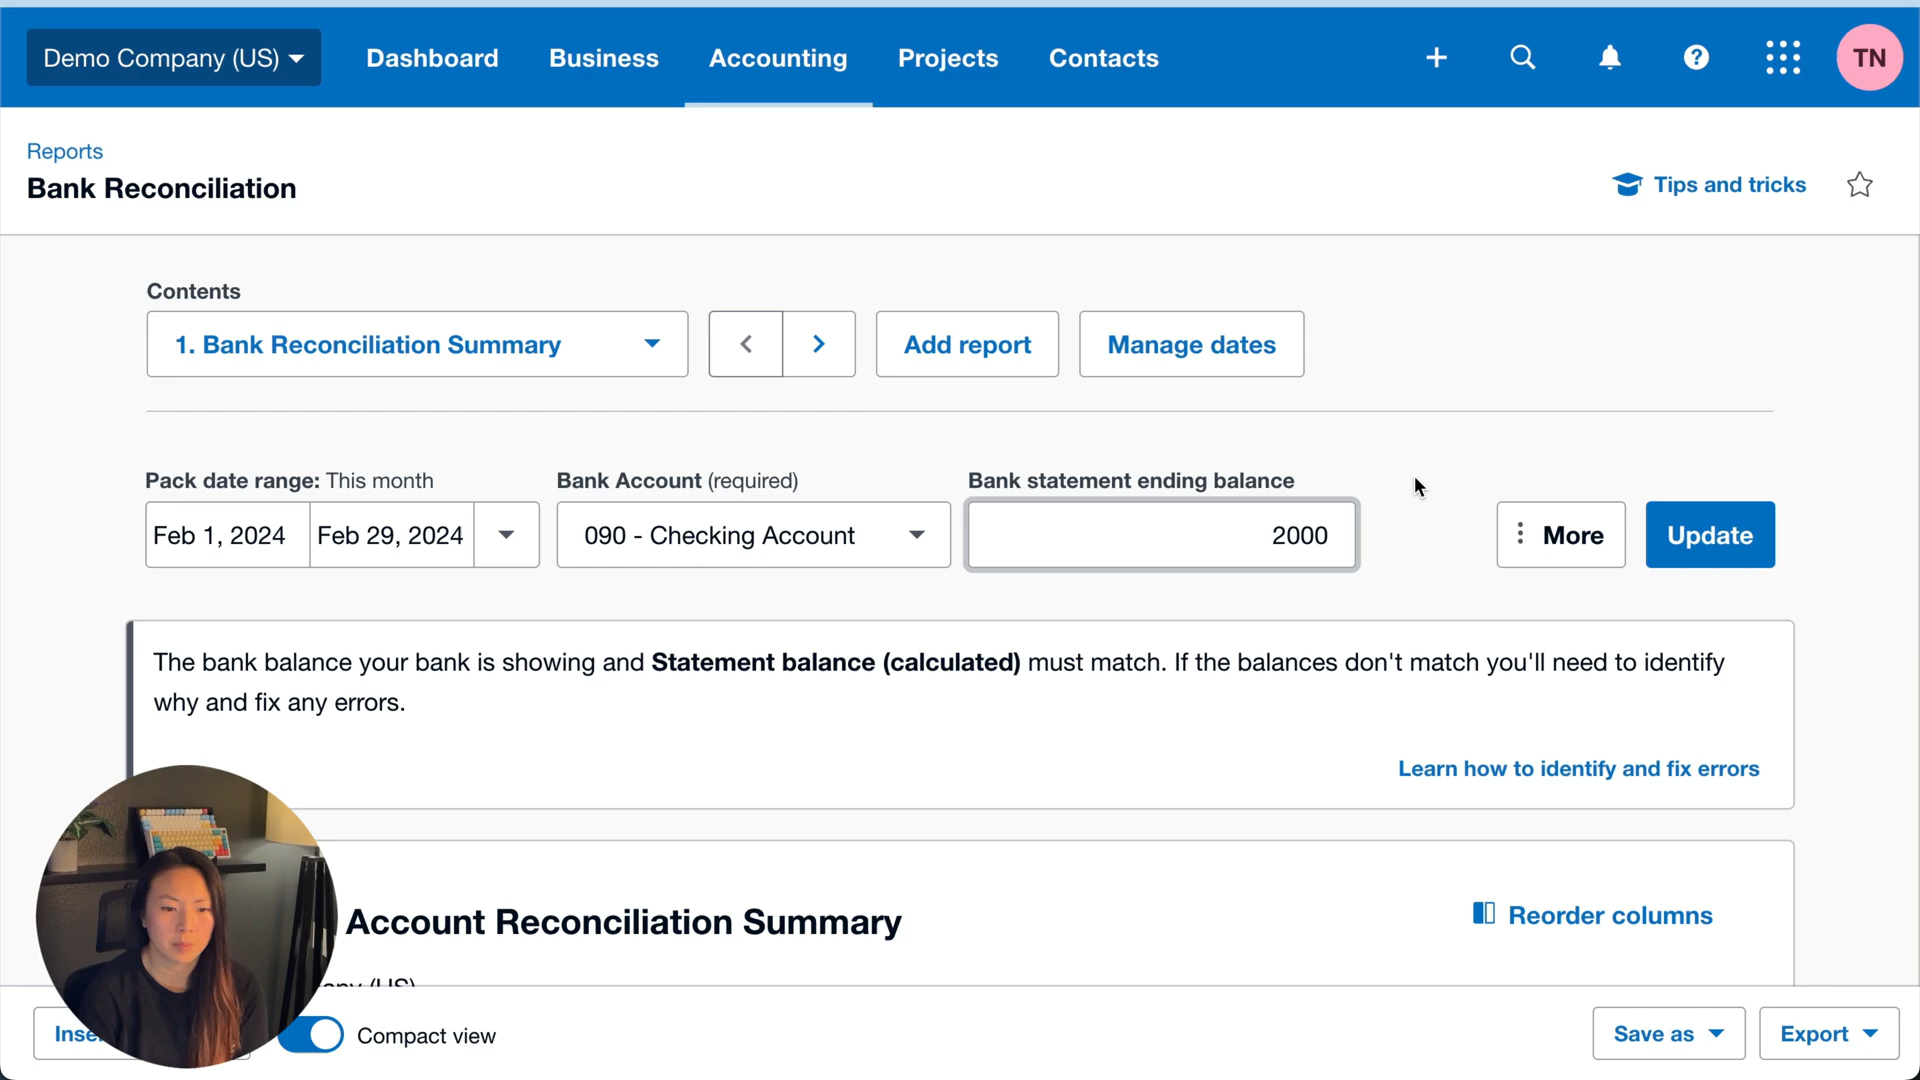 Demo Company (US)
Dashboard
Business
Accounting
Projects
Contacts
TN
Reports
Bank Reconciliation
Tips and tricks
Contents
1. Bank Reconciliation Summary
Add report
Manage dates
Pack date range: This month
Bank Account (required)
Bank statement ending balance
Feb 1, 2024
Feb 29, 2024
090 - Checking Account
2000
More
Update
The bank balance your bank is showing and Statement balance (calculated) must match. If the balances don't match you'll need to identify
why and fix any errors.
Learn how to identify and fix errors
Account Reconciliation Summary
Reorder columns
(US)
Compact view
Save as
Export